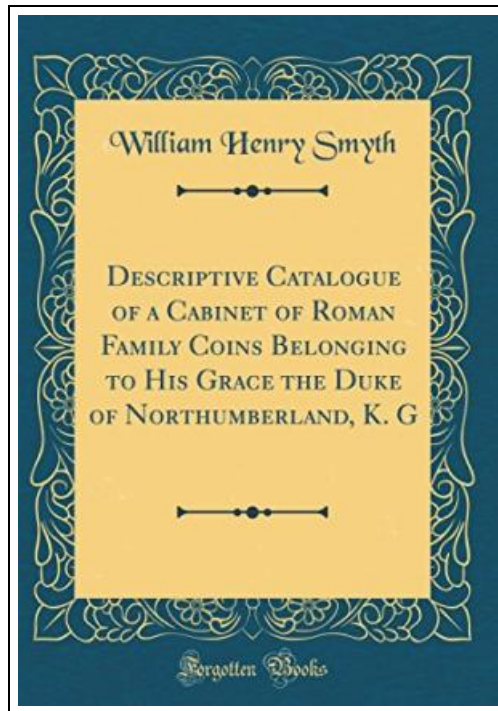 William Henry Smyth
Descriptive Catalogue
of a Cabinet of Roman
Family Coins Belonging
to His Grace the Duke
of Northumberland, K. G
Forgotten Books